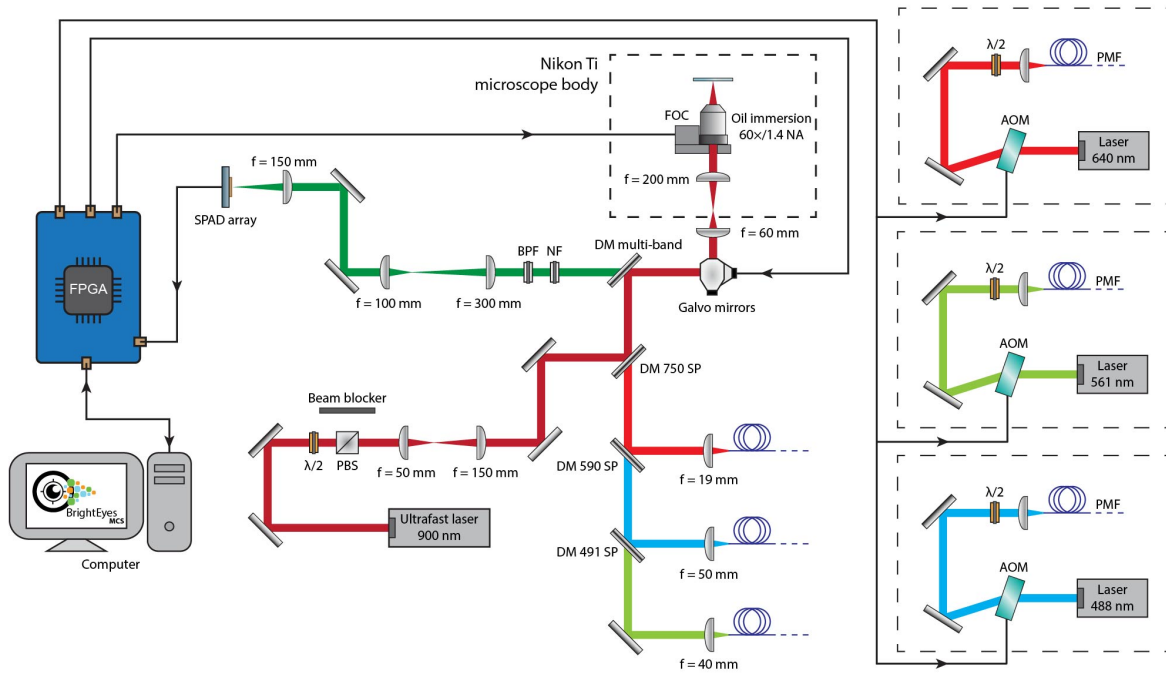 Nikon Ti
microscope body
FOC
Oil immersion
60×/1.4 NA
f = 200 mm
f = 60 mm
f = 150 mm
SPAD array
DM multi-band
BPF
NF
Galvo mirrors
f = 100 mm
f = 300 mm
FPGA
DM 750 SP
Beam blocker
λ/2
PBS
f = 50 mm
f = 150 mm
DM 590 SP
f = 19 mm
Ultrafast laser
900 nm
DM 491 SP
f = 50 mm
f = 40 mm
BrightEyes
MCS
Computer
λ/2
PMF
AOM
Laser
640 nm
λ/2
PMF
AOM
Laser
561 nm
λ/2
PMF
AOM
Laser
488 nm